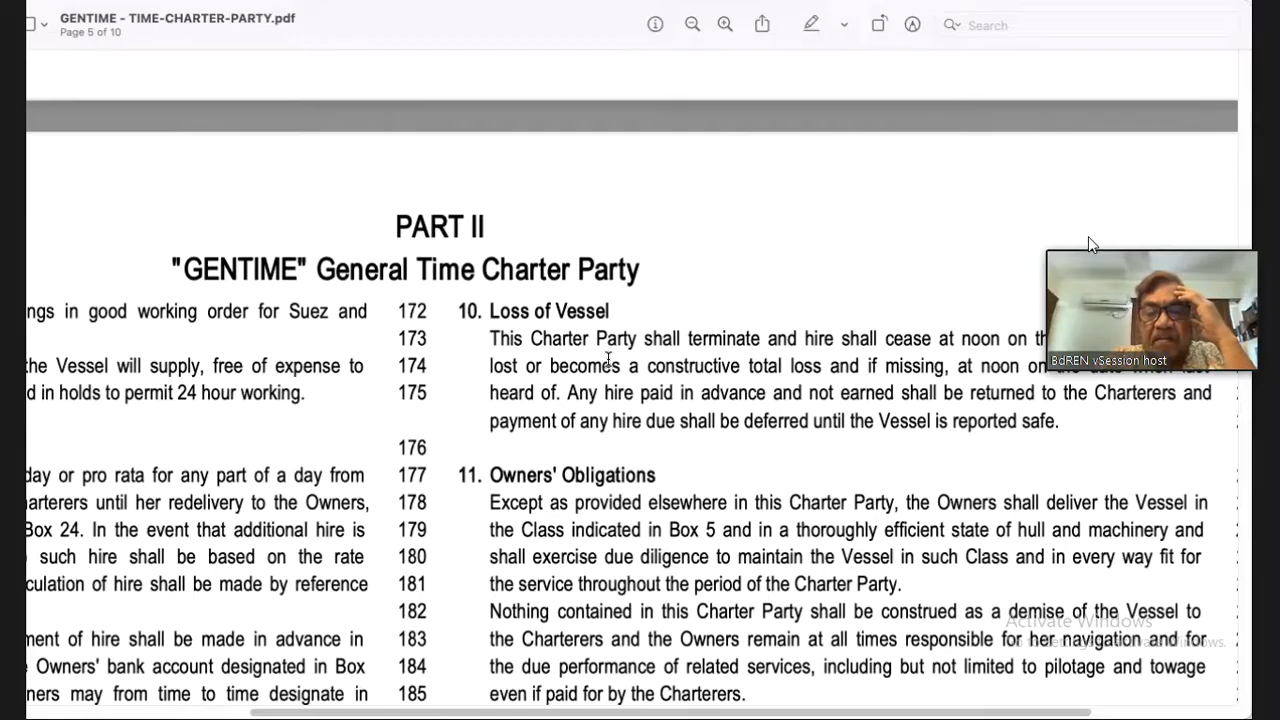 GENTIME - TIME-CHARTER-PARTY.pdf
Page 5 of 10
Search
PART II
"GENTIME" General Time Charter Party
ngs in good working order for Suez and
the Vessel will supply, free of expense to
d in holds to permit 24 hour working.
day or pro rata for any part of a day from
arterers until her redelivery to the Owners,
Box 24. In the event that additional hire is
such hire shall be based on the rate
culation of hire shall be made by reference
ment of hire shall be made in advance in
Owners' bank account designated in Box
ners may from time to time designate in
172
173
174
175
176
177
178
179
180
181
182
183
184
185
10. Loss of Vessel
This Charter Party shall terminate and hire shall cease at noon on th
lost or becomes a constructive total loss and if missing, at noon on
heard of. Any hire paid in advance and not earned shall be returned to the Charterers and
payment of any hire due shall be deferred until the Vessel is reported safe.
11. Owners' Obligations
Except as provided elsewhere in this Charter Party, the Owners shall deliver the Vessel in
the Class indicated in Box 5 and in a thoroughly efficient state of hull and machinery and
shall exercise due diligence to maintain the Vessel in such Class and in every way fit for
the service throughout the period of the Charter Party.
Nothing contained in this Charter Party shall be construed as a demise of the Vessel to
the Charterers and the Owners remain at all times responsible for her navigation and for
the due performance of related services, including but not limited to pilotage and towage
even if paid for by the Charterers.
BdREN vSession host
Activate Windows